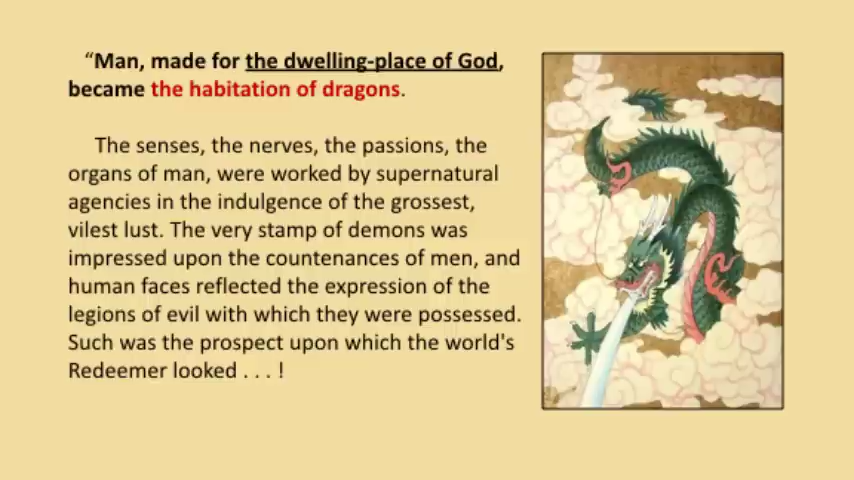 “Man, made for the dwelling-place of God,
became the habitation of dragons.
The senses, the nerves, the passions, the
organs of man, were worked by supernatural
agencies in the indulgence of the grossest,
vilest lust. The very stamp of demons was
impressed upon the countenances of men, and
human faces reflected the expression of the
legions of evil with which they were possessed.
Such was the prospect upon which the world's
Redeemer looked . . . !